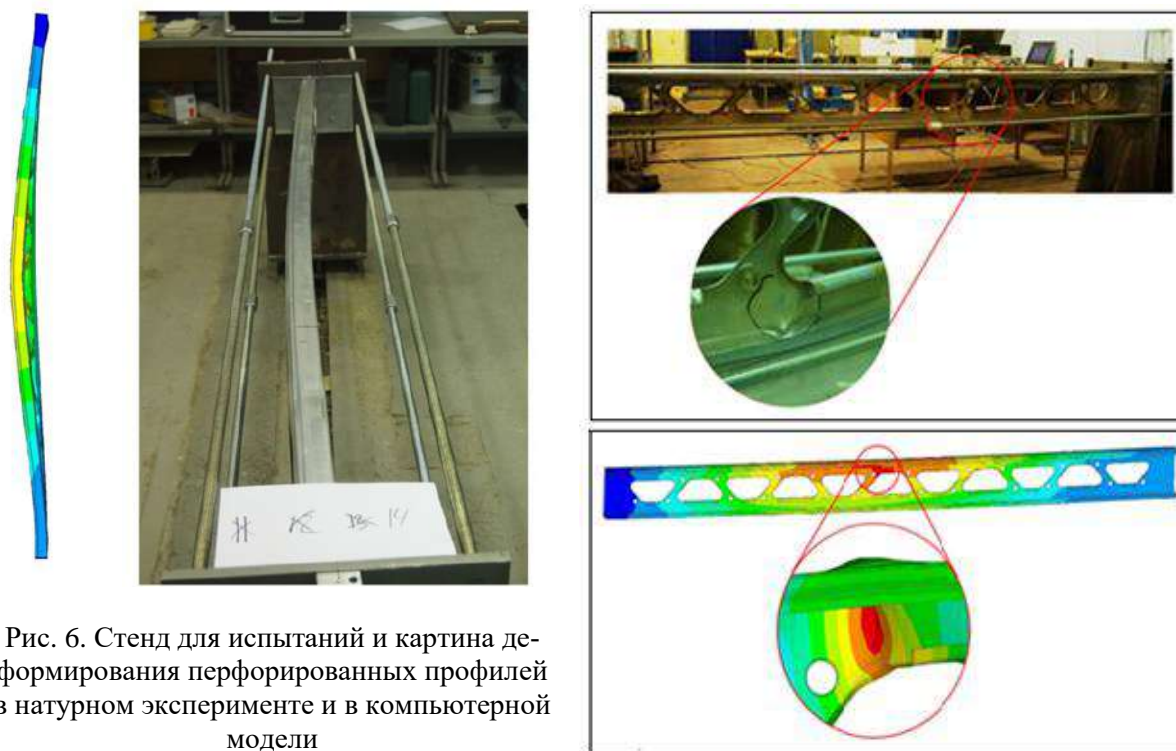 Рис. 6. Стенд для испытаний и картина де-
формирования перфорированных профилей
в натурном эксперименте и в компьютерной
модели